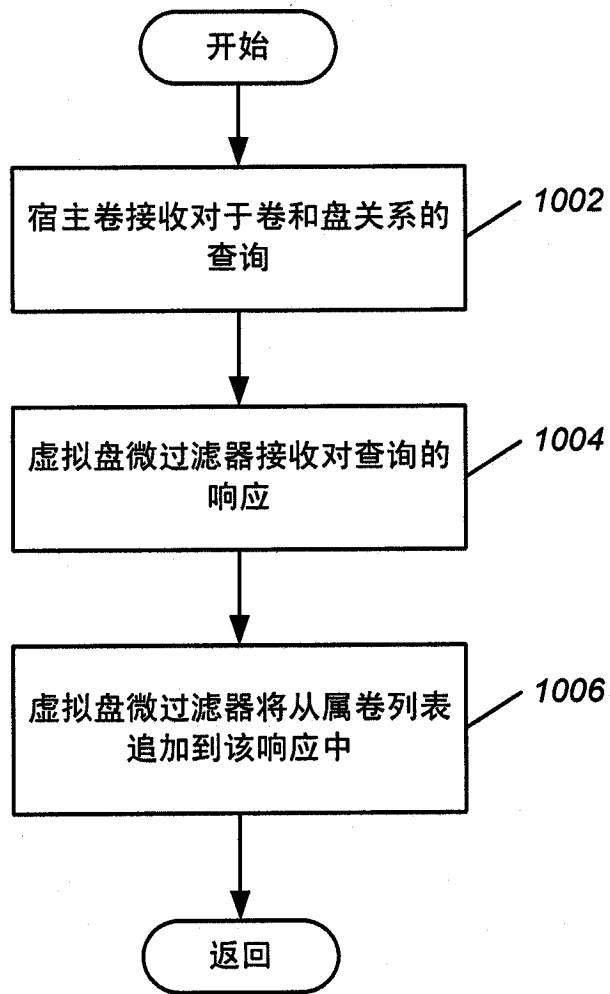 开始
宿主卷接收对于卷和盘关系的
查询
1002
虚拟盘微过滤器接收对查询的
响应
1004
虚拟盘微过滤器将从属卷列表
追加到该响应中
1006
返回